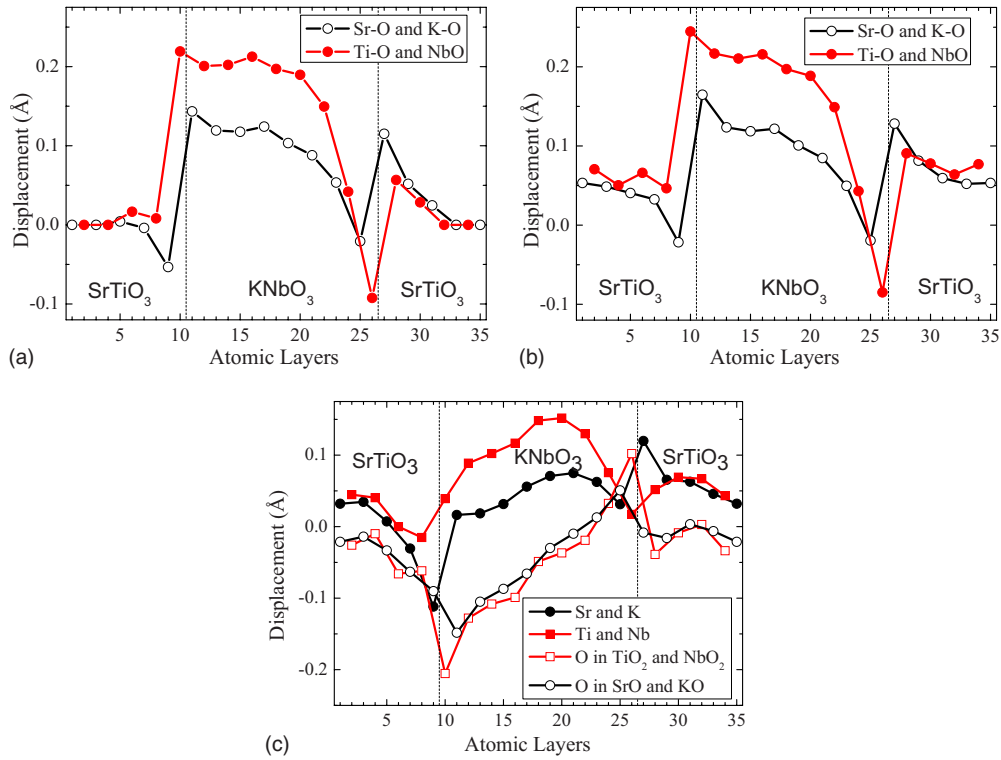 Sr-O and K-O
Ti-O and NbO
Displacement (Å)
0.2
0.1
0.0
-0.1
SrTiO3
KNbO3
SrTiO3
5 10 15 20 25 30 35
Atomic Layers
(a)
Sr-O and K-O
Ti-O and NbO
Displacement (Å)
0.2
0.1
0.0
-0.1
SrTiO3
KNbO3
SrTiO3
5 10 15 20 25 30 35
Atomic Layers
(b)
Displacement (Å)
0.1
0.0
-0.1
-0.2
SrTiO3
KNbO3
SrTiO3
Sr and K
Ti and Nb
O in TiO2 and NbO2
O in SrO and KO
5 10 15 20 25 30 35
Atomic Layers
(c)